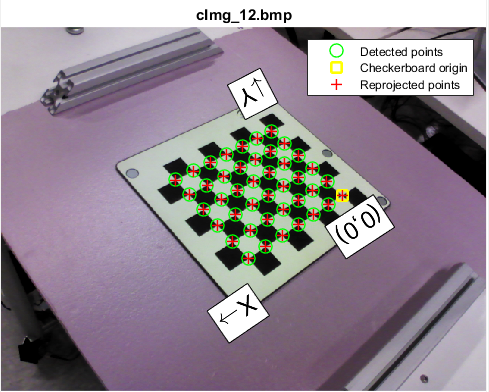 cImg_12.bmp
Detected points
Checkerboard origin
Reprojected points
→Y
(0,0)
X→